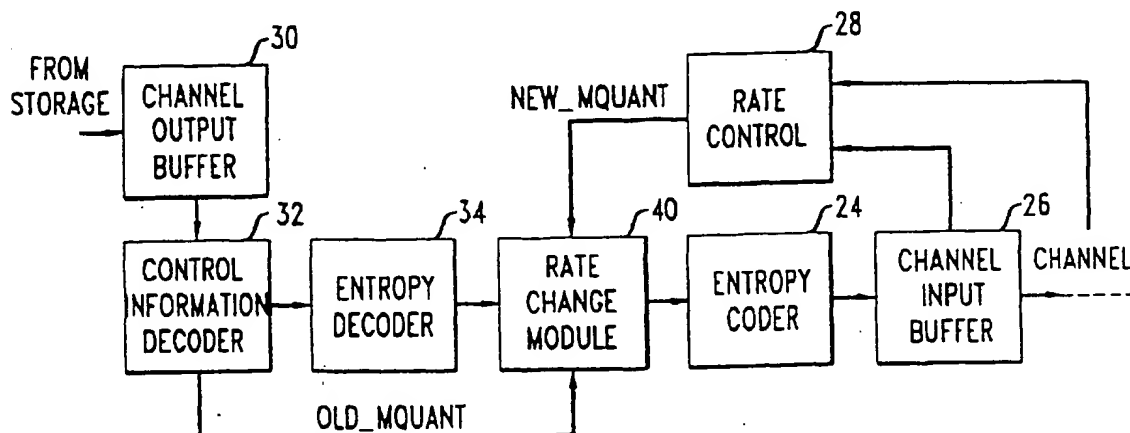 FROM
STORAGE
30
CHANNEL
OUTPUT
BUFFER
NEW_MQUANT
28
RATE
CONTROL
32
CONTROL
INFORMATION
DECODER
34
ENTROPY
DECODER
40
RATE
CHANGE
MODULE
24
ENTROPY
CODER
26
CHANNEL
INPUT
BUFFER
CHANNEL
OLD_MQUANT